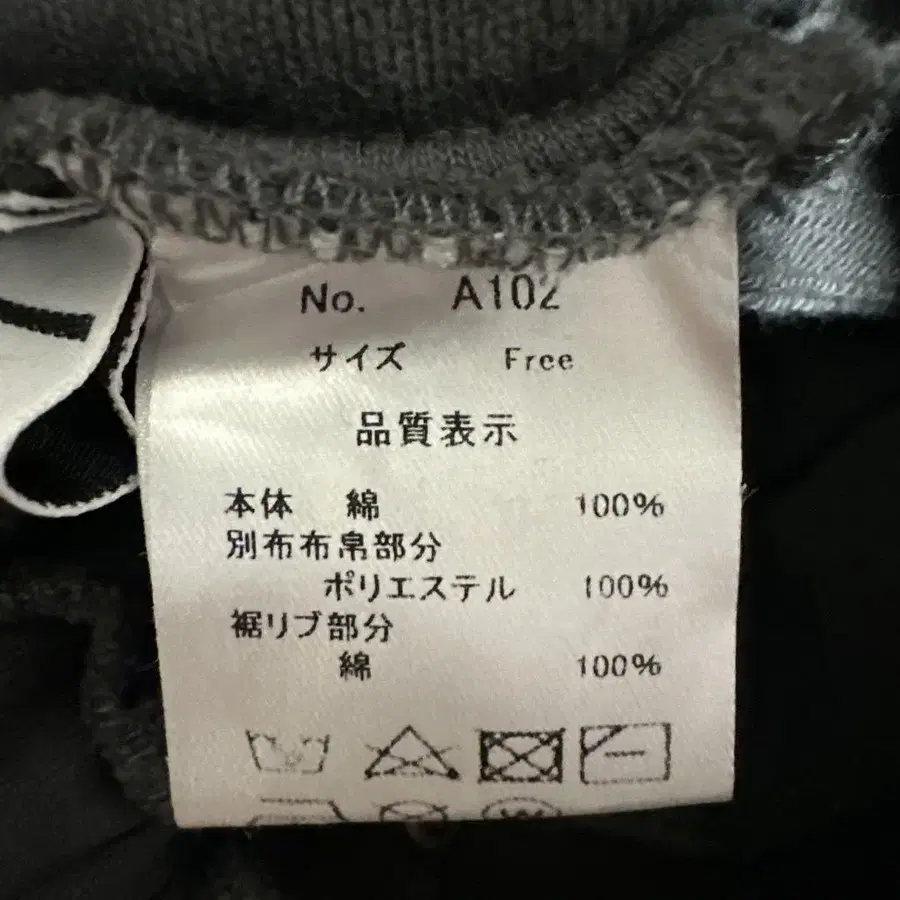 No. A102
サイズ Free
品質表示
本体 綿 100%
別布布帛部分
ポリエステル 100%
裾リブ部分
綿 100%